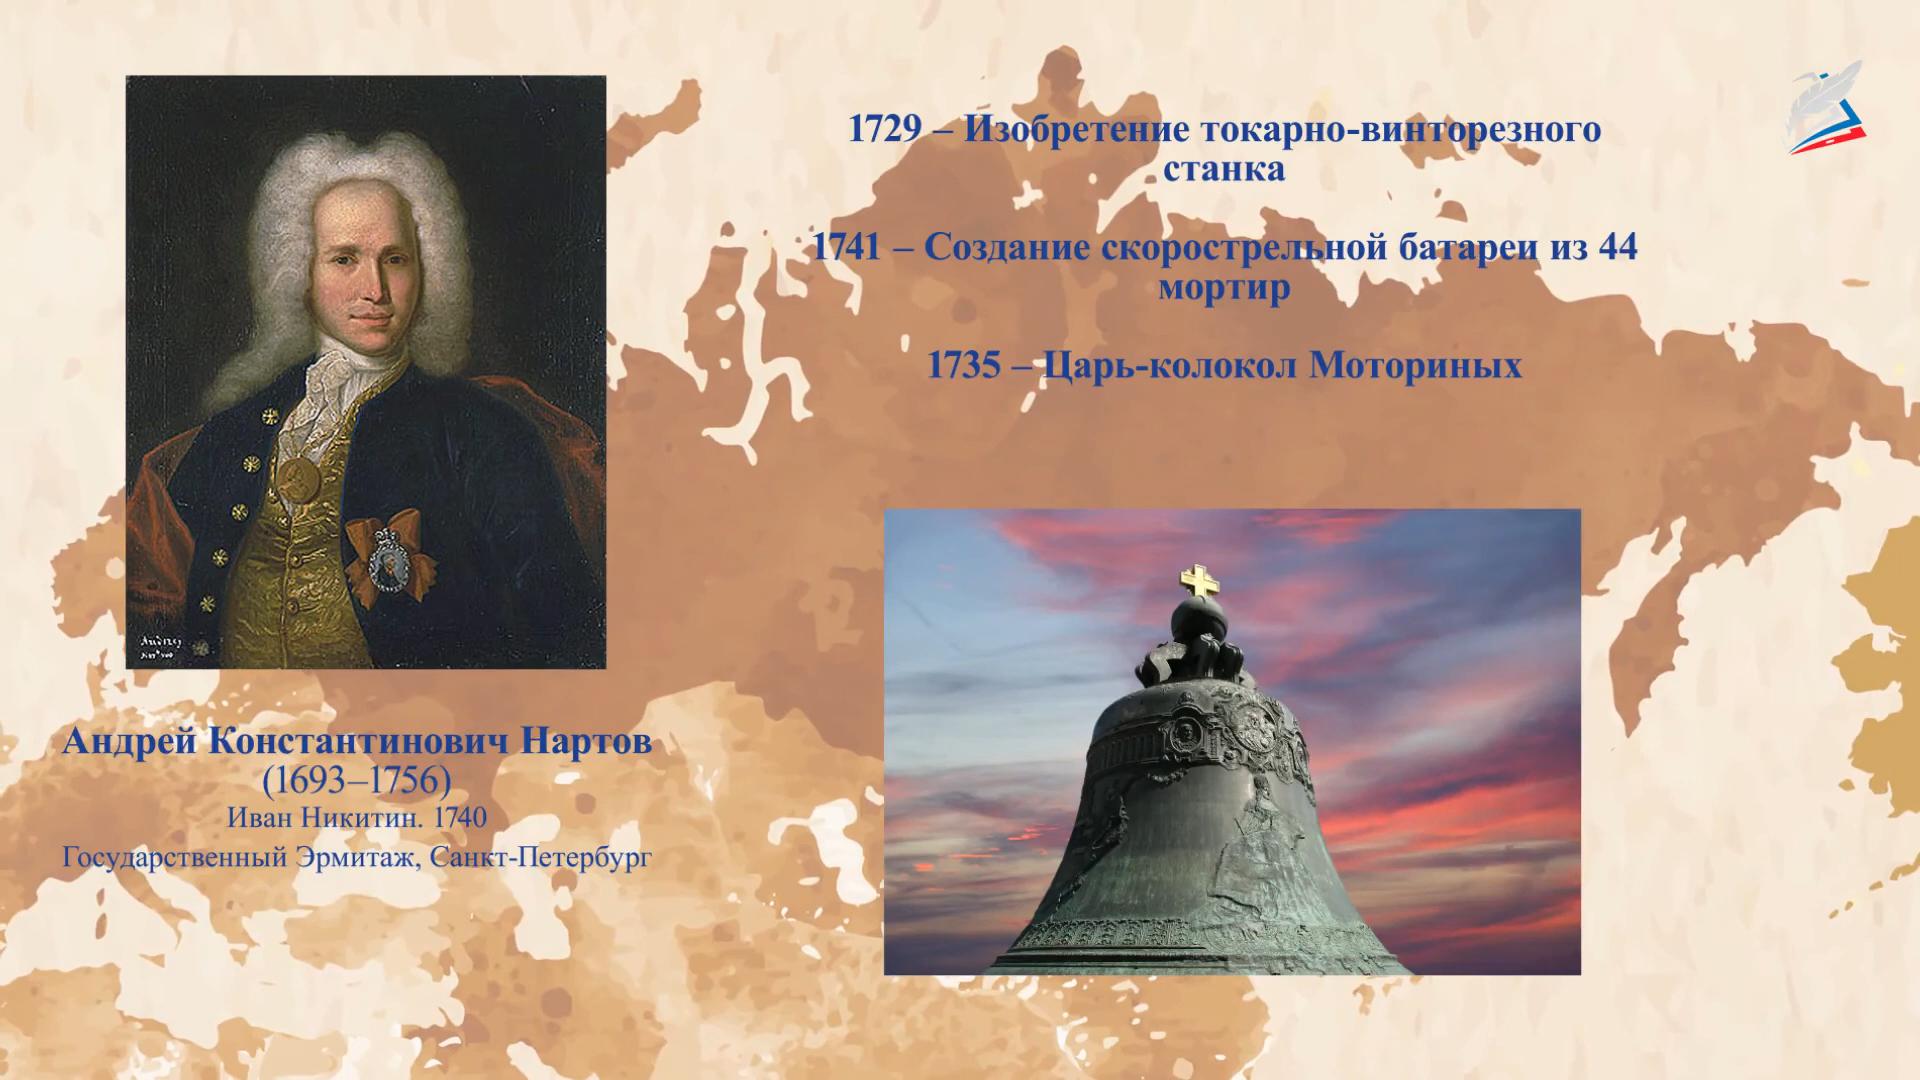 1729 – Изобретение токарно-винторезного
станка
1741 – Создание скорострельной батареи из 44
мортир
1735 – Царь-колокол Моториных
Андрей Константинович Нартов
(1693–1756)
Иван Никитин. 1740
Государственный Эрмитаж, Санкт-Петербург